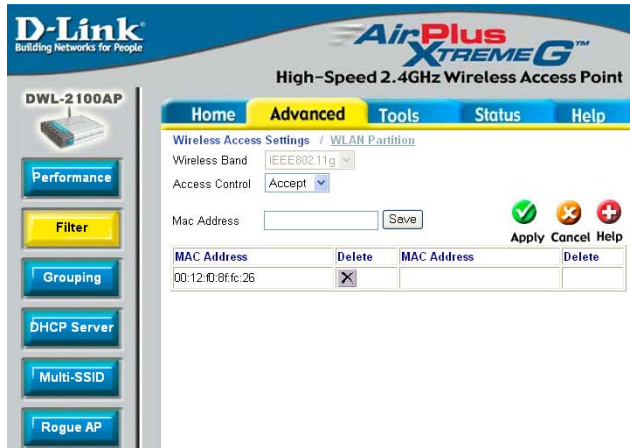 D-Link
Building Networks for People
AirPlus
XTREME G™
High-Speed 2.4GHz Wireless Access Point
DWL-2100AP
Home Advanced Tools Status Help
Wireless Access Settings / WLAN Partition
Wireless Band IEEE802.11g
Access Control Accept
Mac Address Save
Apply Cancel Help
MAC Address Delete MAC Address Delete
00:12:f0:8f:fc:26
Performance
Filter
Grouping
DHCP Server
Multi-SSID
Rogue AP